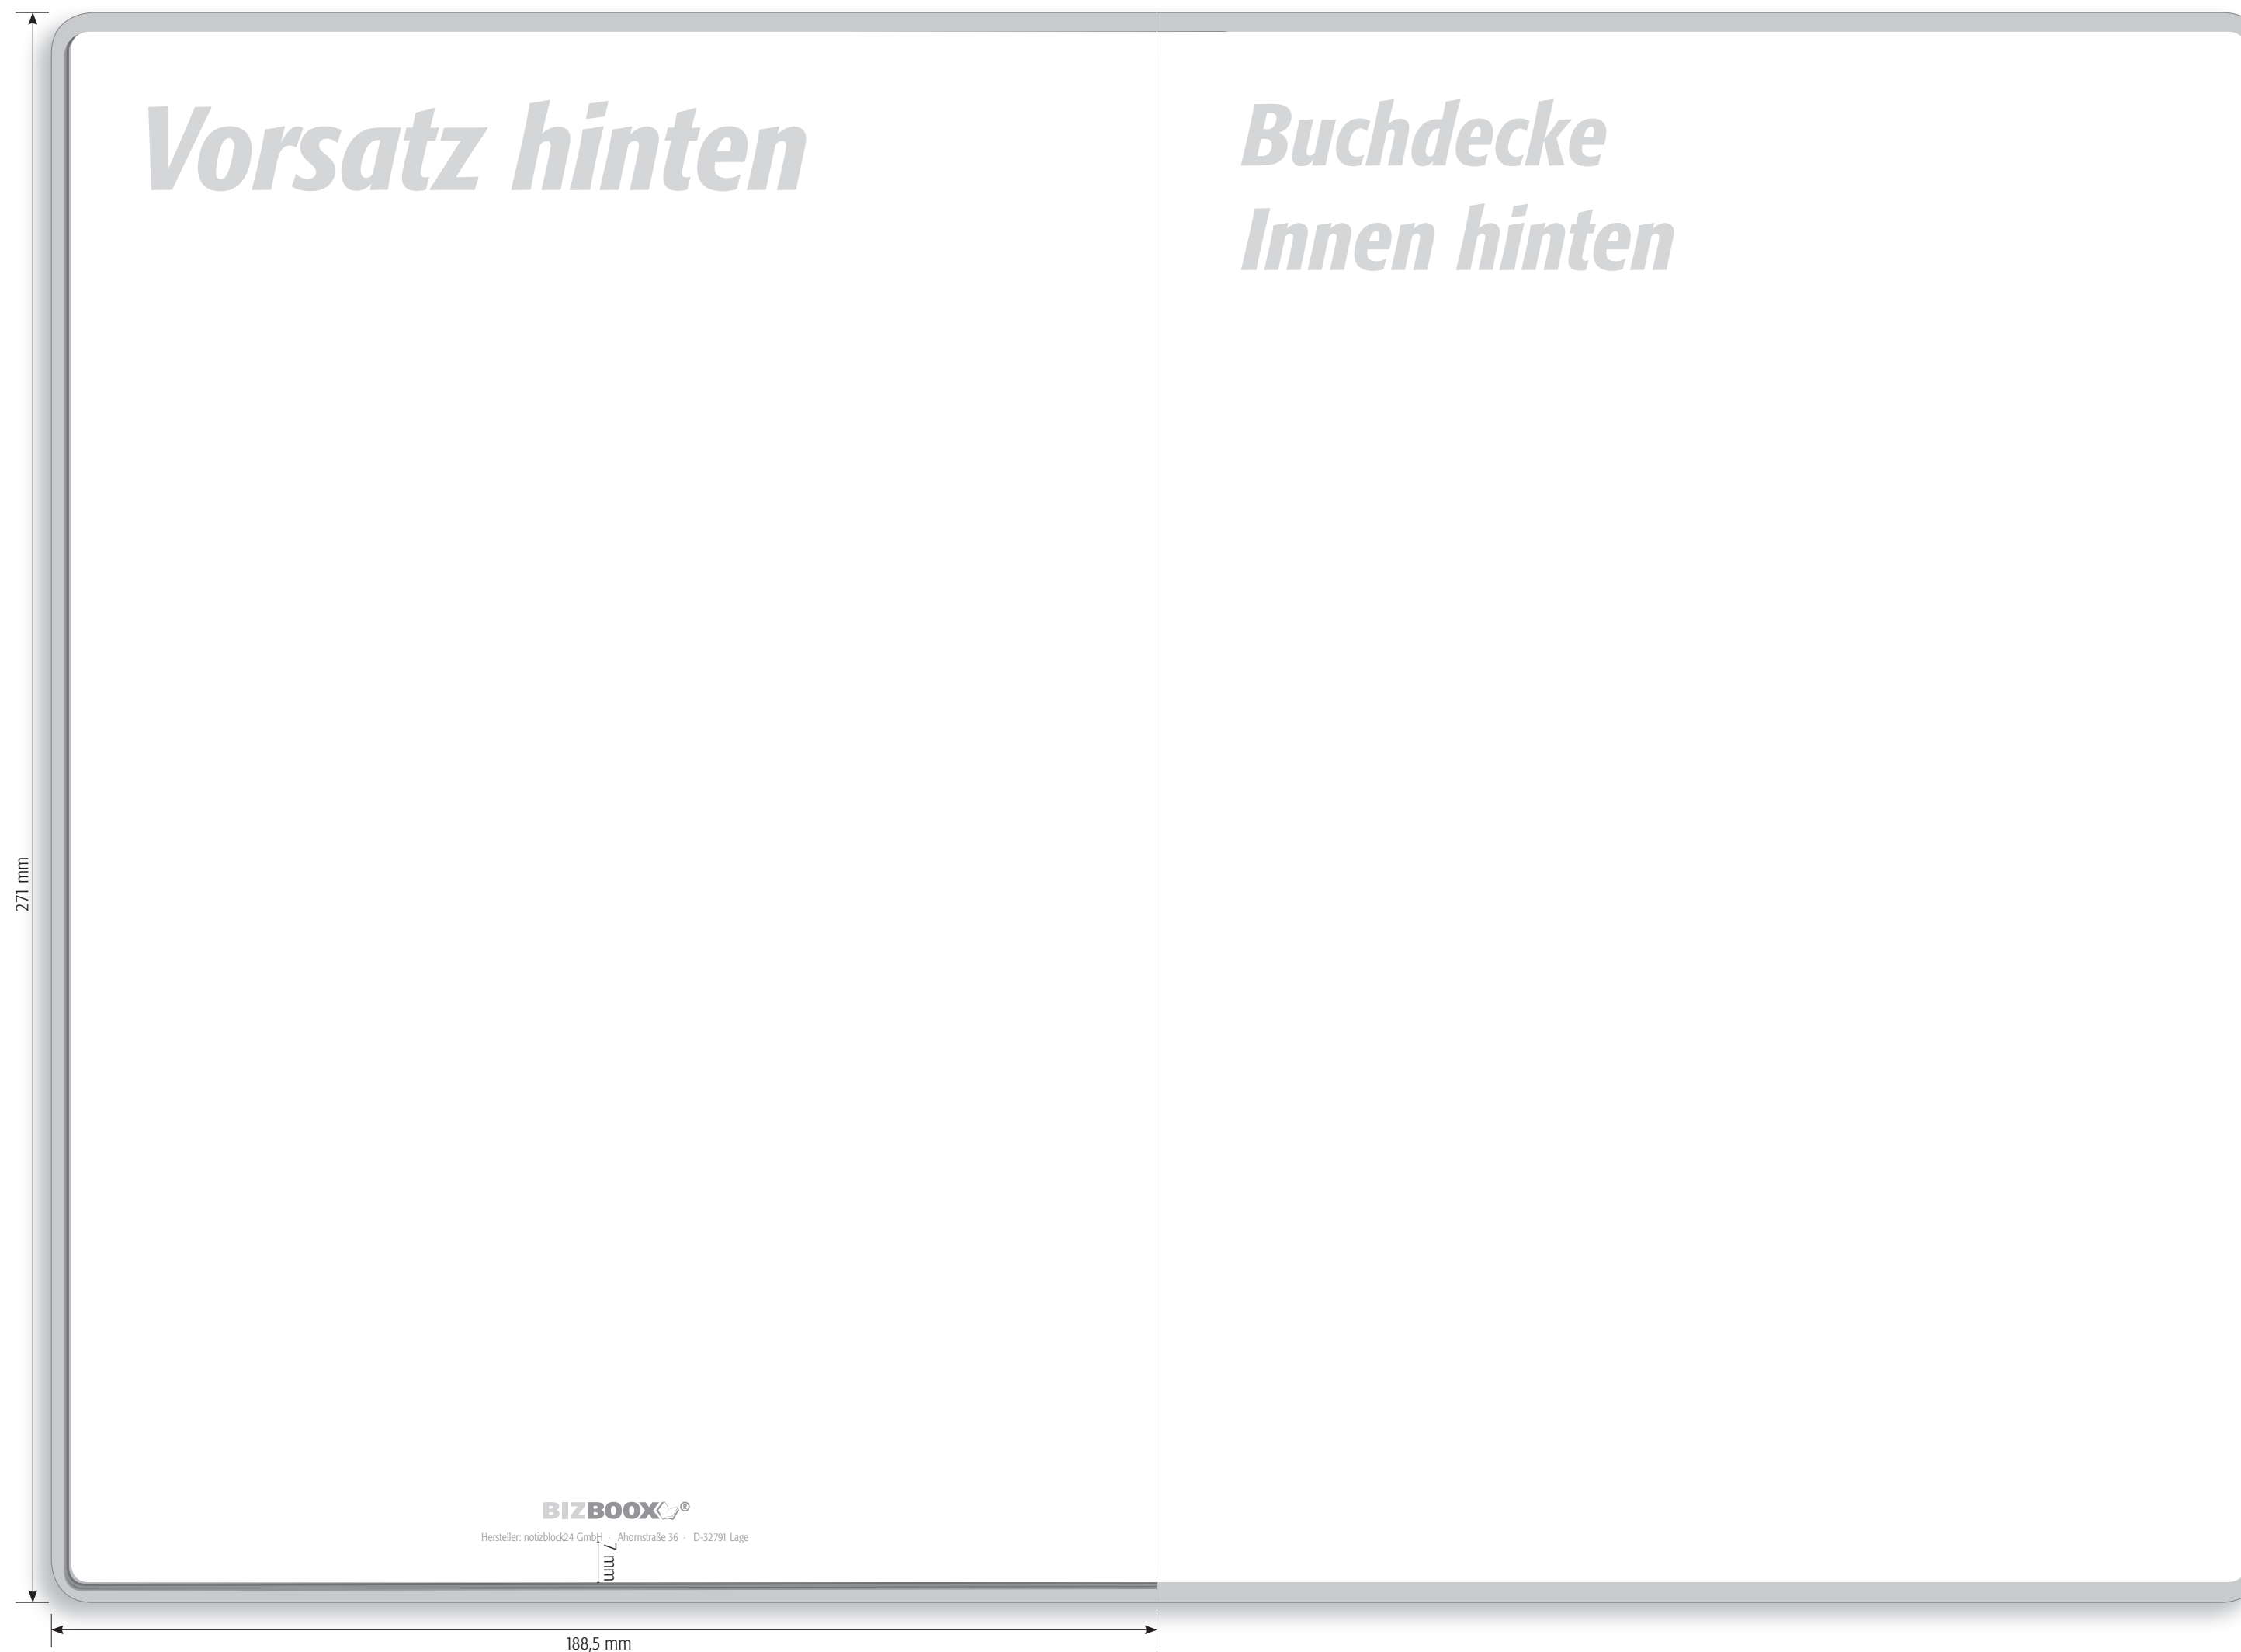 Vorsatz hinten
Buchdecke
Innen hinten
271 mm
BIZBOOX®
Hersteller: notizblock24 GmbH · Ahornstraße 36 · D-32791 Lage
7 mm
188,5 mm